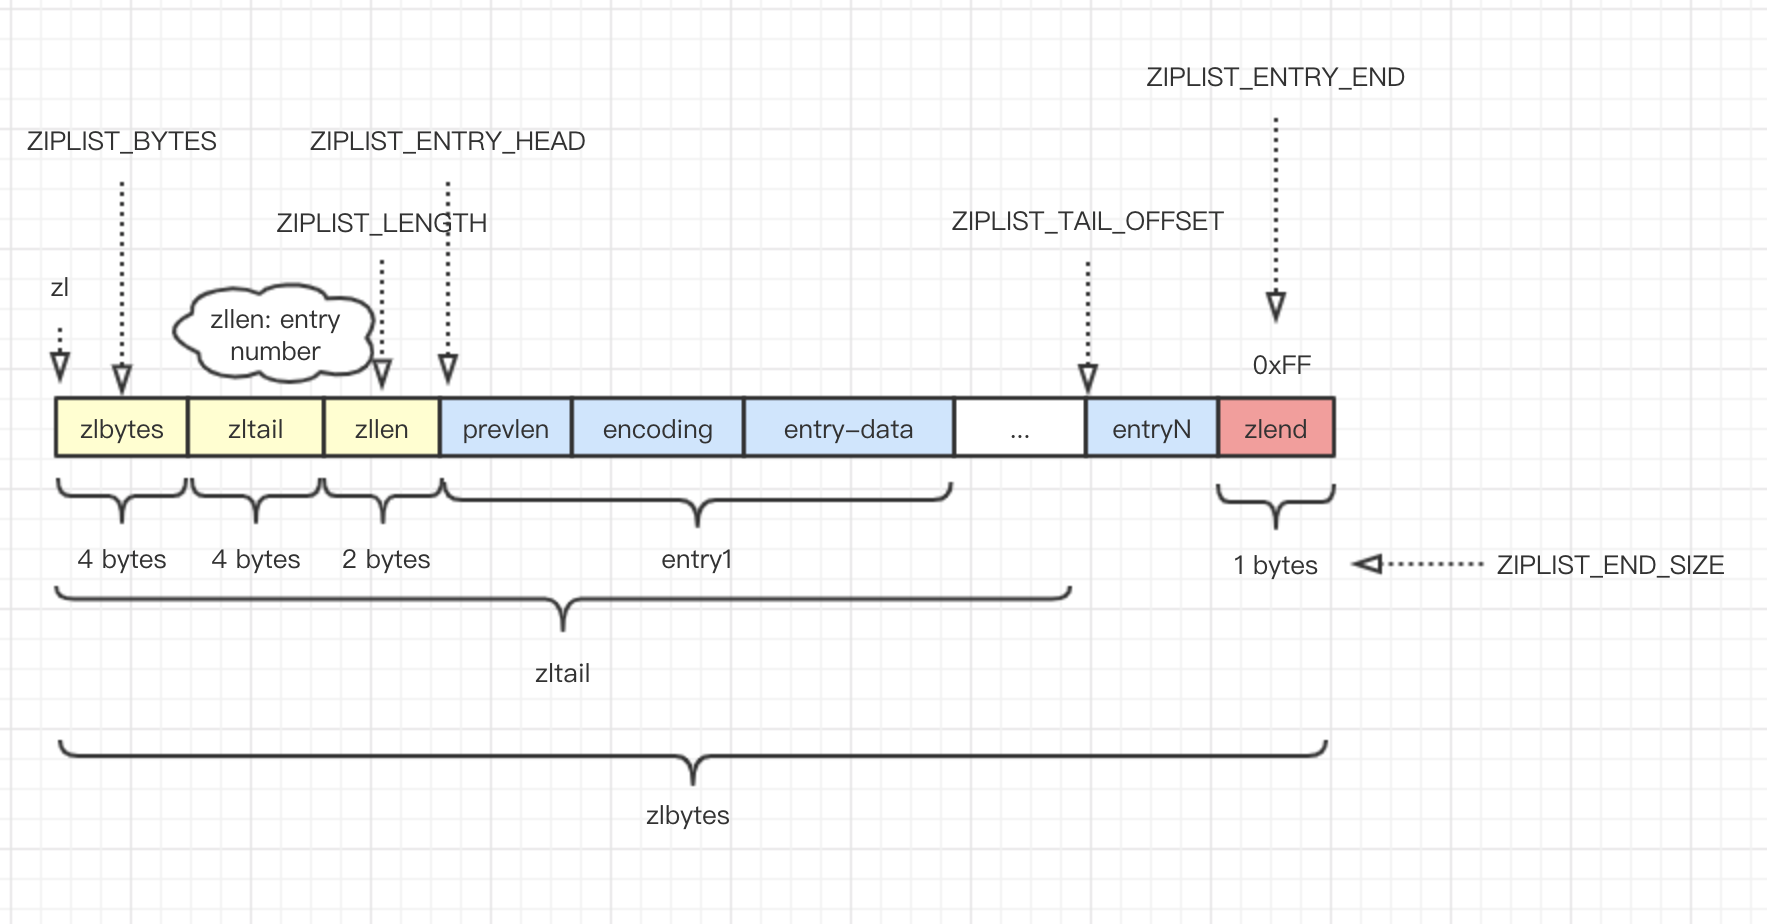 ZIPLIST_ENTRY_END
ZIPLIST_BYTES
ZIPLIST_ENTRY_HEAD
ZIPLIST_LENGTH
ZIPLIST_TAIL_OFFSET
zl
zllen: entry
number
0xFF
zlbytes
zltail
zllen
prevlen
encoding
entry-data
...
entryN
zlend
4 bytes
4 bytes
2 bytes
entry1
1 bytes
ZIPLIST_END_SIZE
zltail
zlbytes